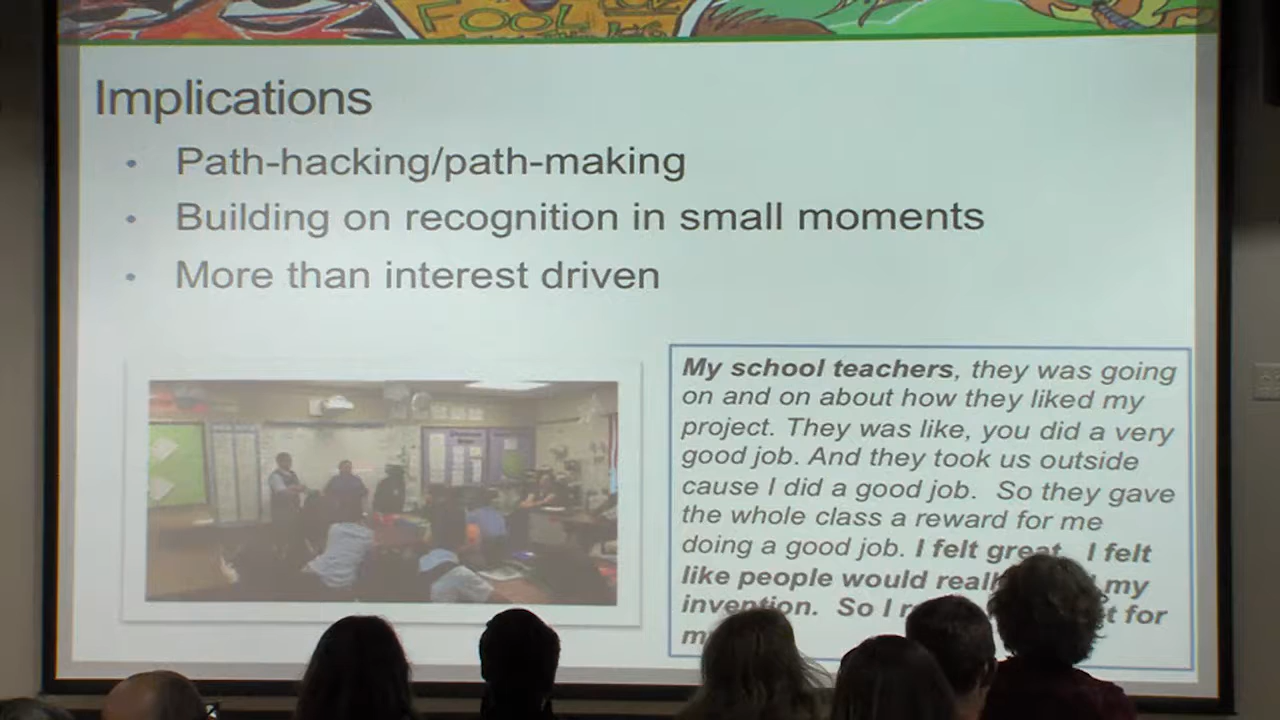 FOOL
Implications
• Path-hacking/path-making
• Building on recognition in small moments
• More than interest driven
My school teachers, they was going
on and on about how they liked my
project. They was like, you did a very
good job. And they took us outside
cause I did a good job. So they gave
the whole class a reward for me
doing a good job. I felt great I felt
like people would my
invention. So I for